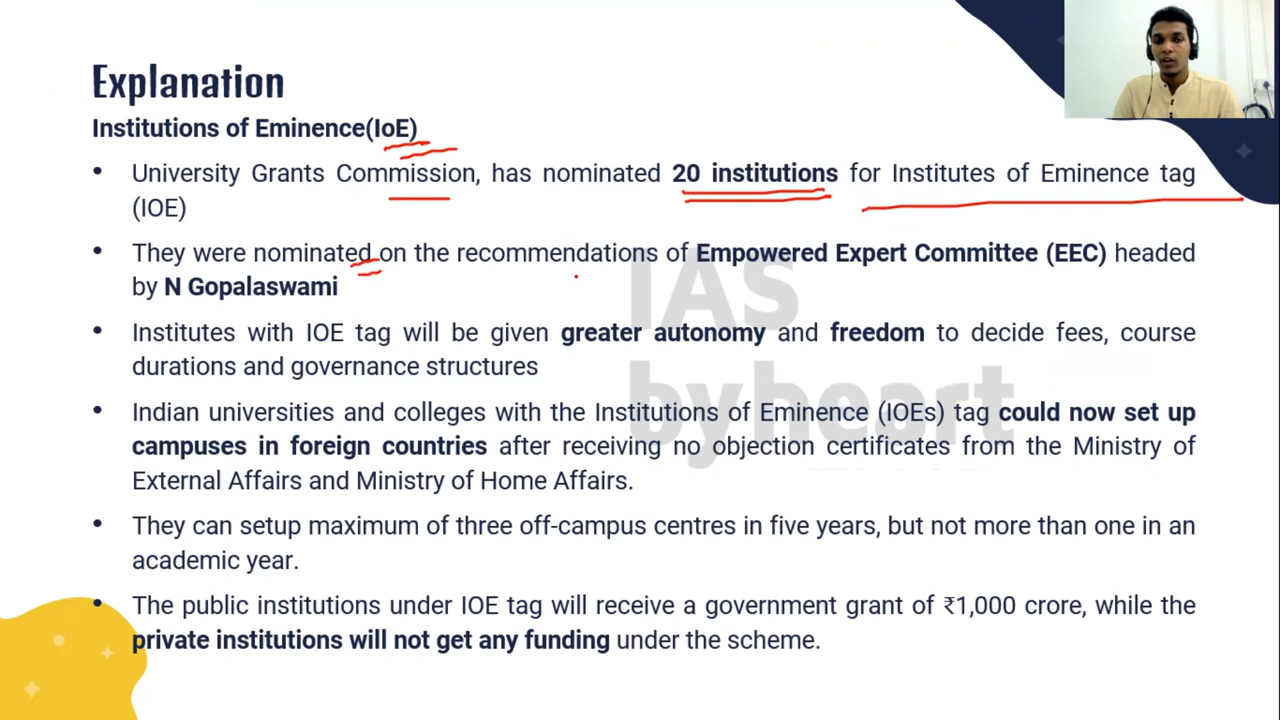 Explanation
Institutions of Eminence(IoE)
• University Grants Commission, has nominated 20 institutions for Institutes of Eminence tag
(IOE)
• They were nominated on the recommendations of Empowered Expert Committee (EEC) headed
by N Gopalaswami
• Institutes with IOE tag will be given greater autonomy and freedom to decide fees, course
durations and governance structures
• Indian universities and colleges with the Institutions of Eminence (IOEs) tag could now set up
campuses in foreign countries after receiving no objection certificates from the Ministry of
External Affairs and Ministry of Home Affairs.
• They can setup maximum of three off-campus centres in five years, but not more than one in an
academic year.
• The public institutions under IOE tag will receive a government grant of ₹1,000 crore, while the
private institutions will not get any funding under the scheme.
IAS
byheart